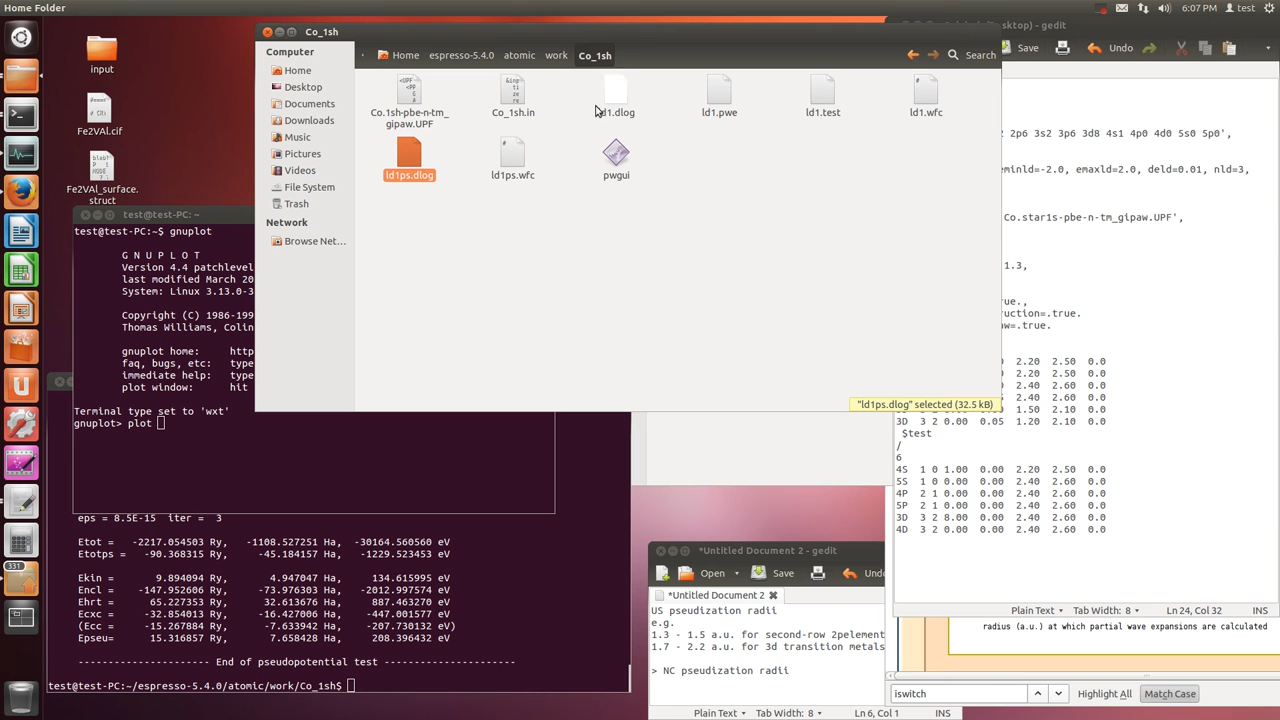 Home Folder
6:07 PM test
Co_1sh
Desktop) - gedit
input
Fe2VAl.cif
Fe2VAl_surface.
struct
Computer
Home
Desktop
Documents
Downloads
Music
Pictures
Videos
File System
Trash
Network
Browse Net...
Home espresso-5.4.0 atomic work Co_1sh Search
Co.1sh-pbe-n-tm_
gipaw.UPF
Co_1sh.in
ld1.dlog
ld1.pwe
ld1.test
ld1.wfc
ld1ps.dlog
ld1ps.wfc
pwgui
"ld1ps.dlog" selected (32.5 kB)
Save Undo
2p6 3s2 3p6 3d8 4s1 4p0 4d0 5s0 5p0',
eminld=-2.0, emaxld=2.0, deld=0.01, nld=3,
Co.star1s-pbe-n-tm_gipaw.UPF',
1.3,
rue.,
ruction=.true.
aw=.true.
2.20 2.50 0.0
2.20 2.50 0.0
2.40 2.60 0.0
2.40 2.60 0.0
1.50 2.10 0.0
3D 3 2 0.00 0.05 1.20 2.10 0.0
$test
/
6
4S 1 0 1.00 0.00 2.20 2.50 0.0
5S 1 0 0.00 0.00 2.40 2.60 0.0
4P 2 1 0.00 0.00 2.40 2.60 0.0
5P 2 1 0.00 0.00 2.40 2.60 0.0
3D 3 2 8.00 0.00 2.40 2.60 0.0
4D 3 2 0.00 0.00 2.40 2.60 0.0
Plain Text Tab Width: 8 Ln 24, Col 32 INS
test@test-PC: ~
test@test-PC:~$ gnuplot
G N U P L O T
Version 4.4 patchlevel
last modified March 20
System: Linux 3.13.0-3
Copyright (C) 1986-199
Thomas Williams, Colin
gnuplot home: http
faq, bugs, etc: type
immediate help: type
plot window: hit
Terminal type set to 'wxt'
gnuplot> plot
eps = 8.5E-15 iter = 3
Etot = -2217.054503 Ry, -1108.527251 Ha, -30164.560560 eV
Etotps = -90.368315 Ry, -45.184157 Ha, -1229.523453 eV
Ekin = 9.894094 Ry, 4.947047 Ha, 134.615995 eV
Encl = -147.952606 Ry, -73.976303 Ha, -2012.997574 eV
Ehrt = 65.227353 Ry, 32.613676 Ha, 887.463270 eV
Ecxc = -32.854013 Ry, -16.427006 Ha, -447.001557 eV
(Ecc = -15.267884 Ry, -7.633942 Ha, -207.730132 eV)
Epseu= 15.316857 Ry, 7.658428 Ha, 208.396432 eV
---------------------- End of pseudopotential test ----------------------
test@test-PC:~/espresso-5.4.0/atomic/work/Co_1sh$
331
*Untitled Document 2 - gedit
Open Save Undo
*Untitled Document 2
US pseudization radii
e.g.
1.3 - 1.5 a.u. for second-row 2pelement
1.7 - 2.2 a.u. for 3d transition metals
> NC pseudization radii
Plain Text Tab Width: 8 Ln 6, Col 1 INS
radius (a.u.) at which partial wave expansions are calculated
iswitch Highlight All Match Case